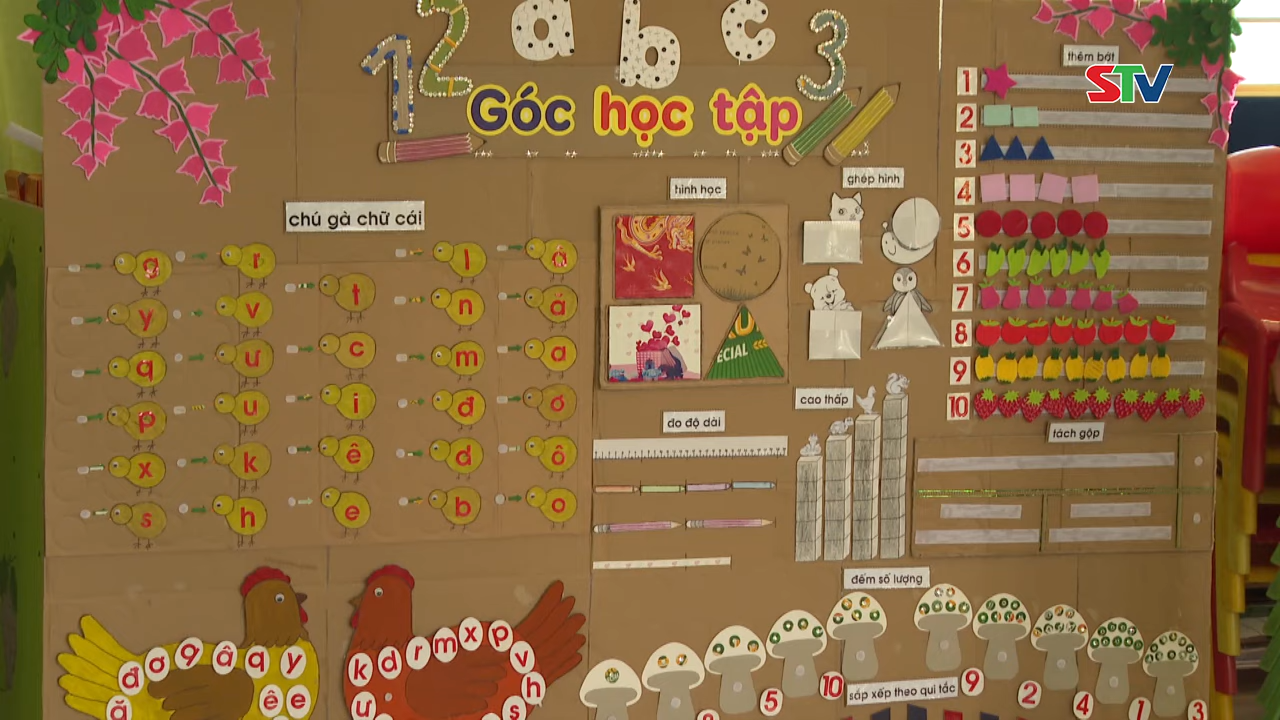 a b c
1 2 3
Góc học tập
STV
thêm bớt
1
2
3
4
5
6
7
8
9
10
chú gà chữ cái
hình học
ghép hình
g r l
y v t n ă
q ư c m a
p u i đ
x k ê d ô
s h e b o
ECIAL
đo độ dài
cao thấp
tách gộp
đếm số lượng
đ ơ 9 â q y
ă ê e
k d r m x p v h
ư s
5 10 9 2 4 1 3
sắp xếp theo qui tắc